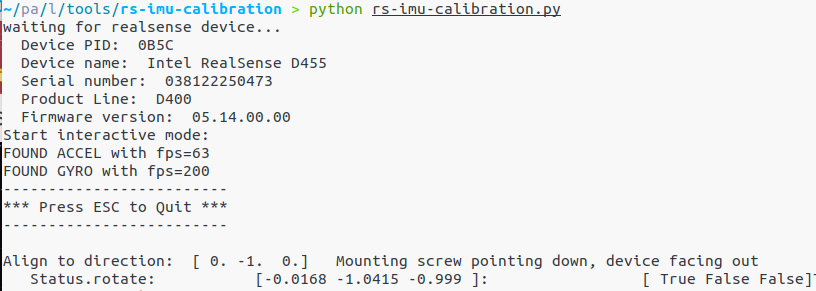 ~/pa/l/tools/rs-imu-calibration > python rs-imu-calibration.py
waiting for realsense device...
  Device PID:  0B5C
  Device name:  Intel RealSense D455
  Serial number:  038122250473
  Product Line:  D400
  Firmware version:  05.14.00.00
Start interactive mode:
FOUND ACCEL with fps=63
FOUND GYRO with fps=200
-------------------------
*** Press ESC to Quit ***
-------------------------
Align to direction:  [ 0. -1.  0.]   Mounting screw pointing down, device facing out
   Status.rotate:           [-0.0168 -1.0415 -0.999 ]:                 [ True False False]